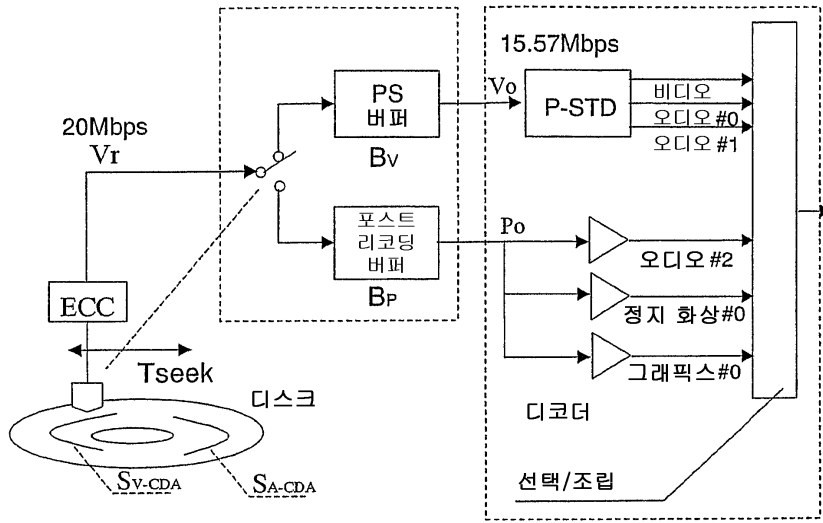 20Mbps
Vr
ECC
Tseek
디스크
SV-CDA
SA-CDA
PS
버퍼
BV
포스트
리코딩
버퍼
BP
15.57Mbps
Vo
P-STD
비디오
오디오#0
오디오#1
Po
오디오#2
정지 화상#0
그래픽스#0
디코더
선택/조립